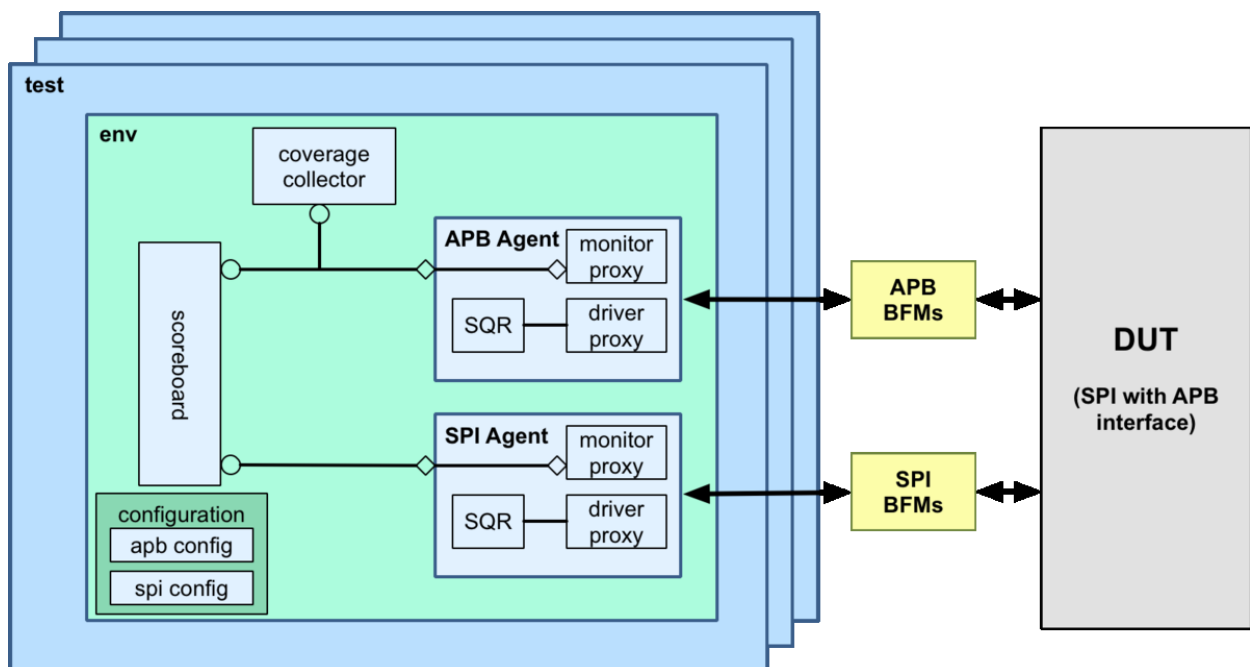 test
env
coverage
collector
scoreboard
APB Agent
monitor
proxy
SQR
driver
proxy
SPI Agent
monitor
proxy
SQR
driver
proxy
configuration
apb config
spi config
APB
BFMs
SPI
BFMs
DUT
(SPI with APB
interface)